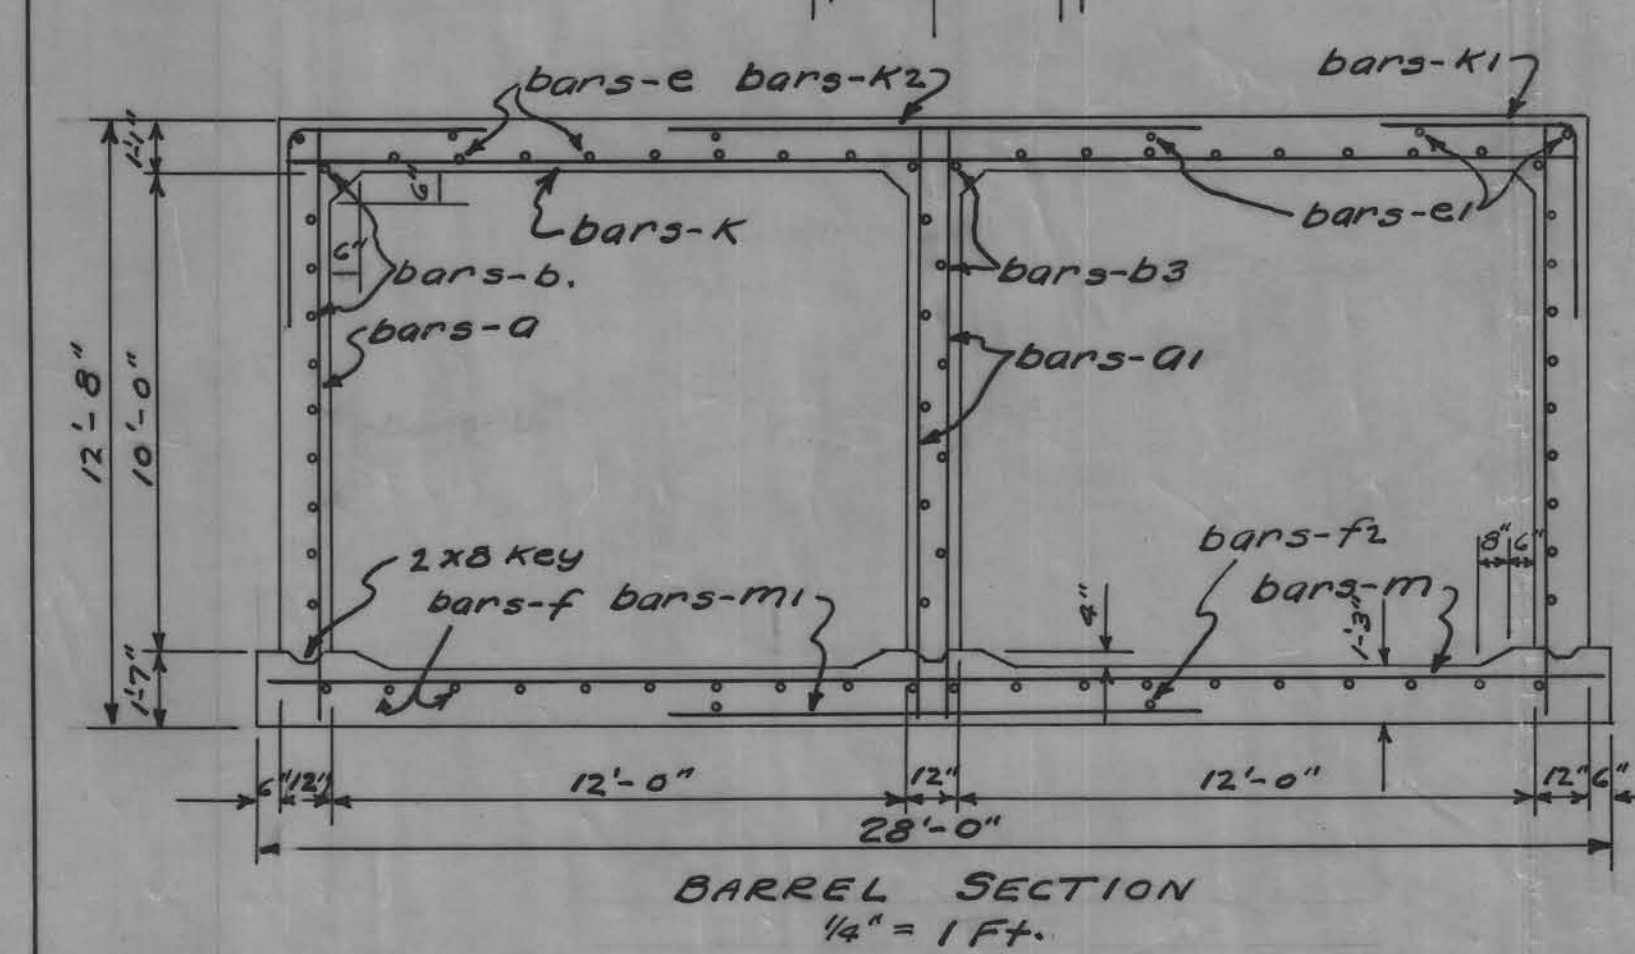 bars-e bars-k2
bars-k1
1'-1"
6"
bars-k
bars-e1
6"
bars-b.
bars-b3
bars-a
bars-a1
12'-8"
10'-0"
2x8 key
bars-f2
8" 6"
bars-f bars-m1
4"
bars-m
1'-3"
1'-7"
6" 12" 12'-0" 12" 12'-0" 12" 6"
28'-0"
BARREL SECTION
1/4" = 1 Ft.